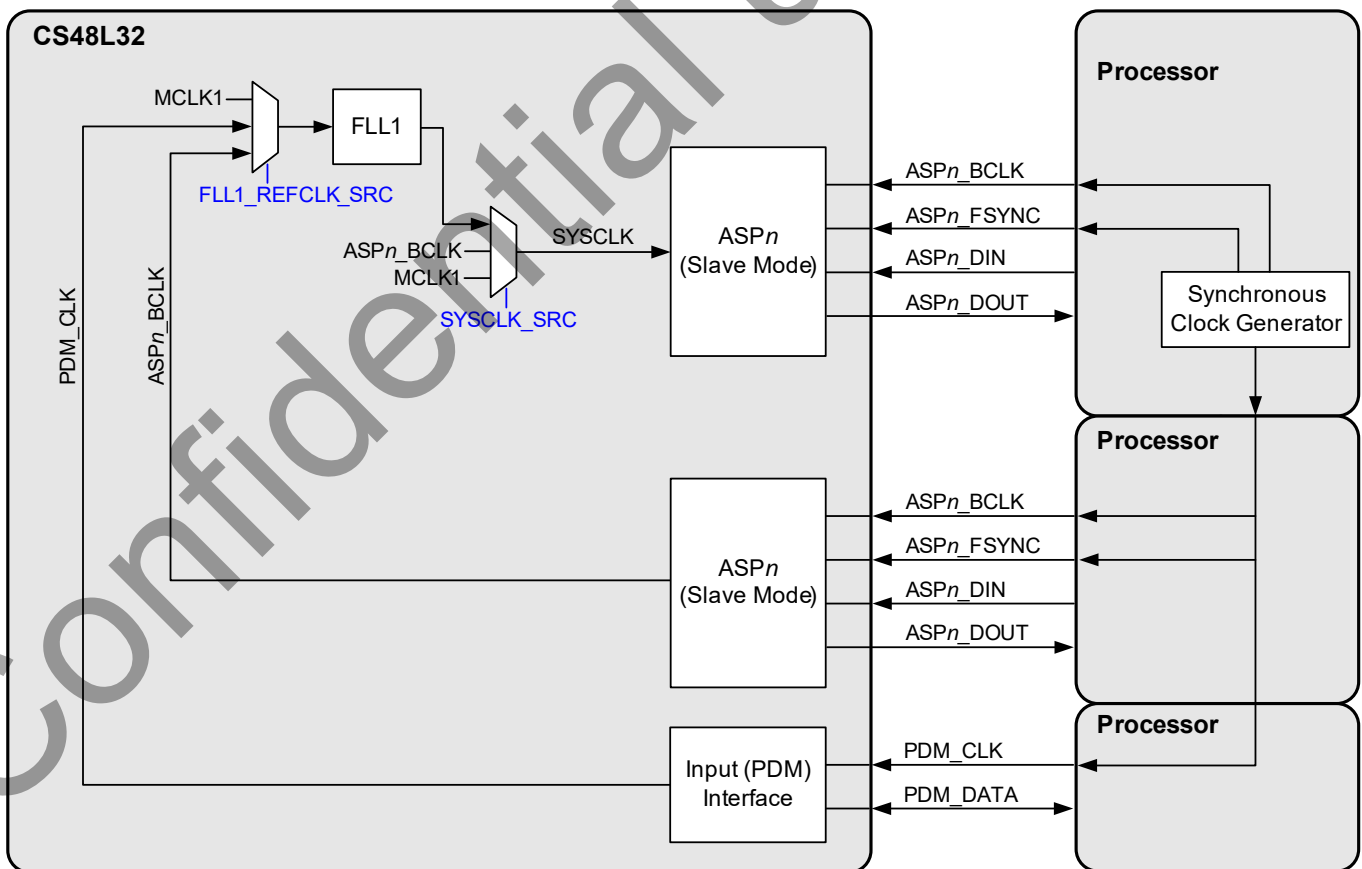 CS48L32
MCLK1
FLL1
FLL1_REFCLK_SRC
ASPn_BCLK
MCLK1
SYSCLK
SYSCLK_SRC
PDM_CLK
ASPn_BCLK
ASPn
(Slave Mode)
ASPn_BCLK
ASPn_FSYNC
ASPn_DIN
ASPn_DOUT
Processor
Synchronous
Clock Generator
ASPn
(Slave Mode)
ASPn_BCLK
ASPn_FSYNC
ASPn_DIN
ASPn_DOUT
Processor
Input (PDM)
Interface
PDM_CLK
PDM_DATA
Processor
Confidential